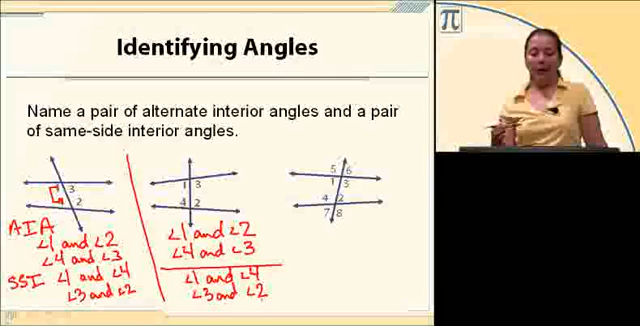 π
Identifying Angles
Name a pair of alternate interior angles and a pair
of same-side interior angles.
3
2
1 3
4 2
5 6
1 3
4 2
7 8
AIA
∠1 and ∠2
∠4 and ∠3
SSI ∠1 and ∠4
∠3 and ∠2
∠1 and ∠2
∠4 and ∠3
∠1 and ∠4
∠3 and ∠2